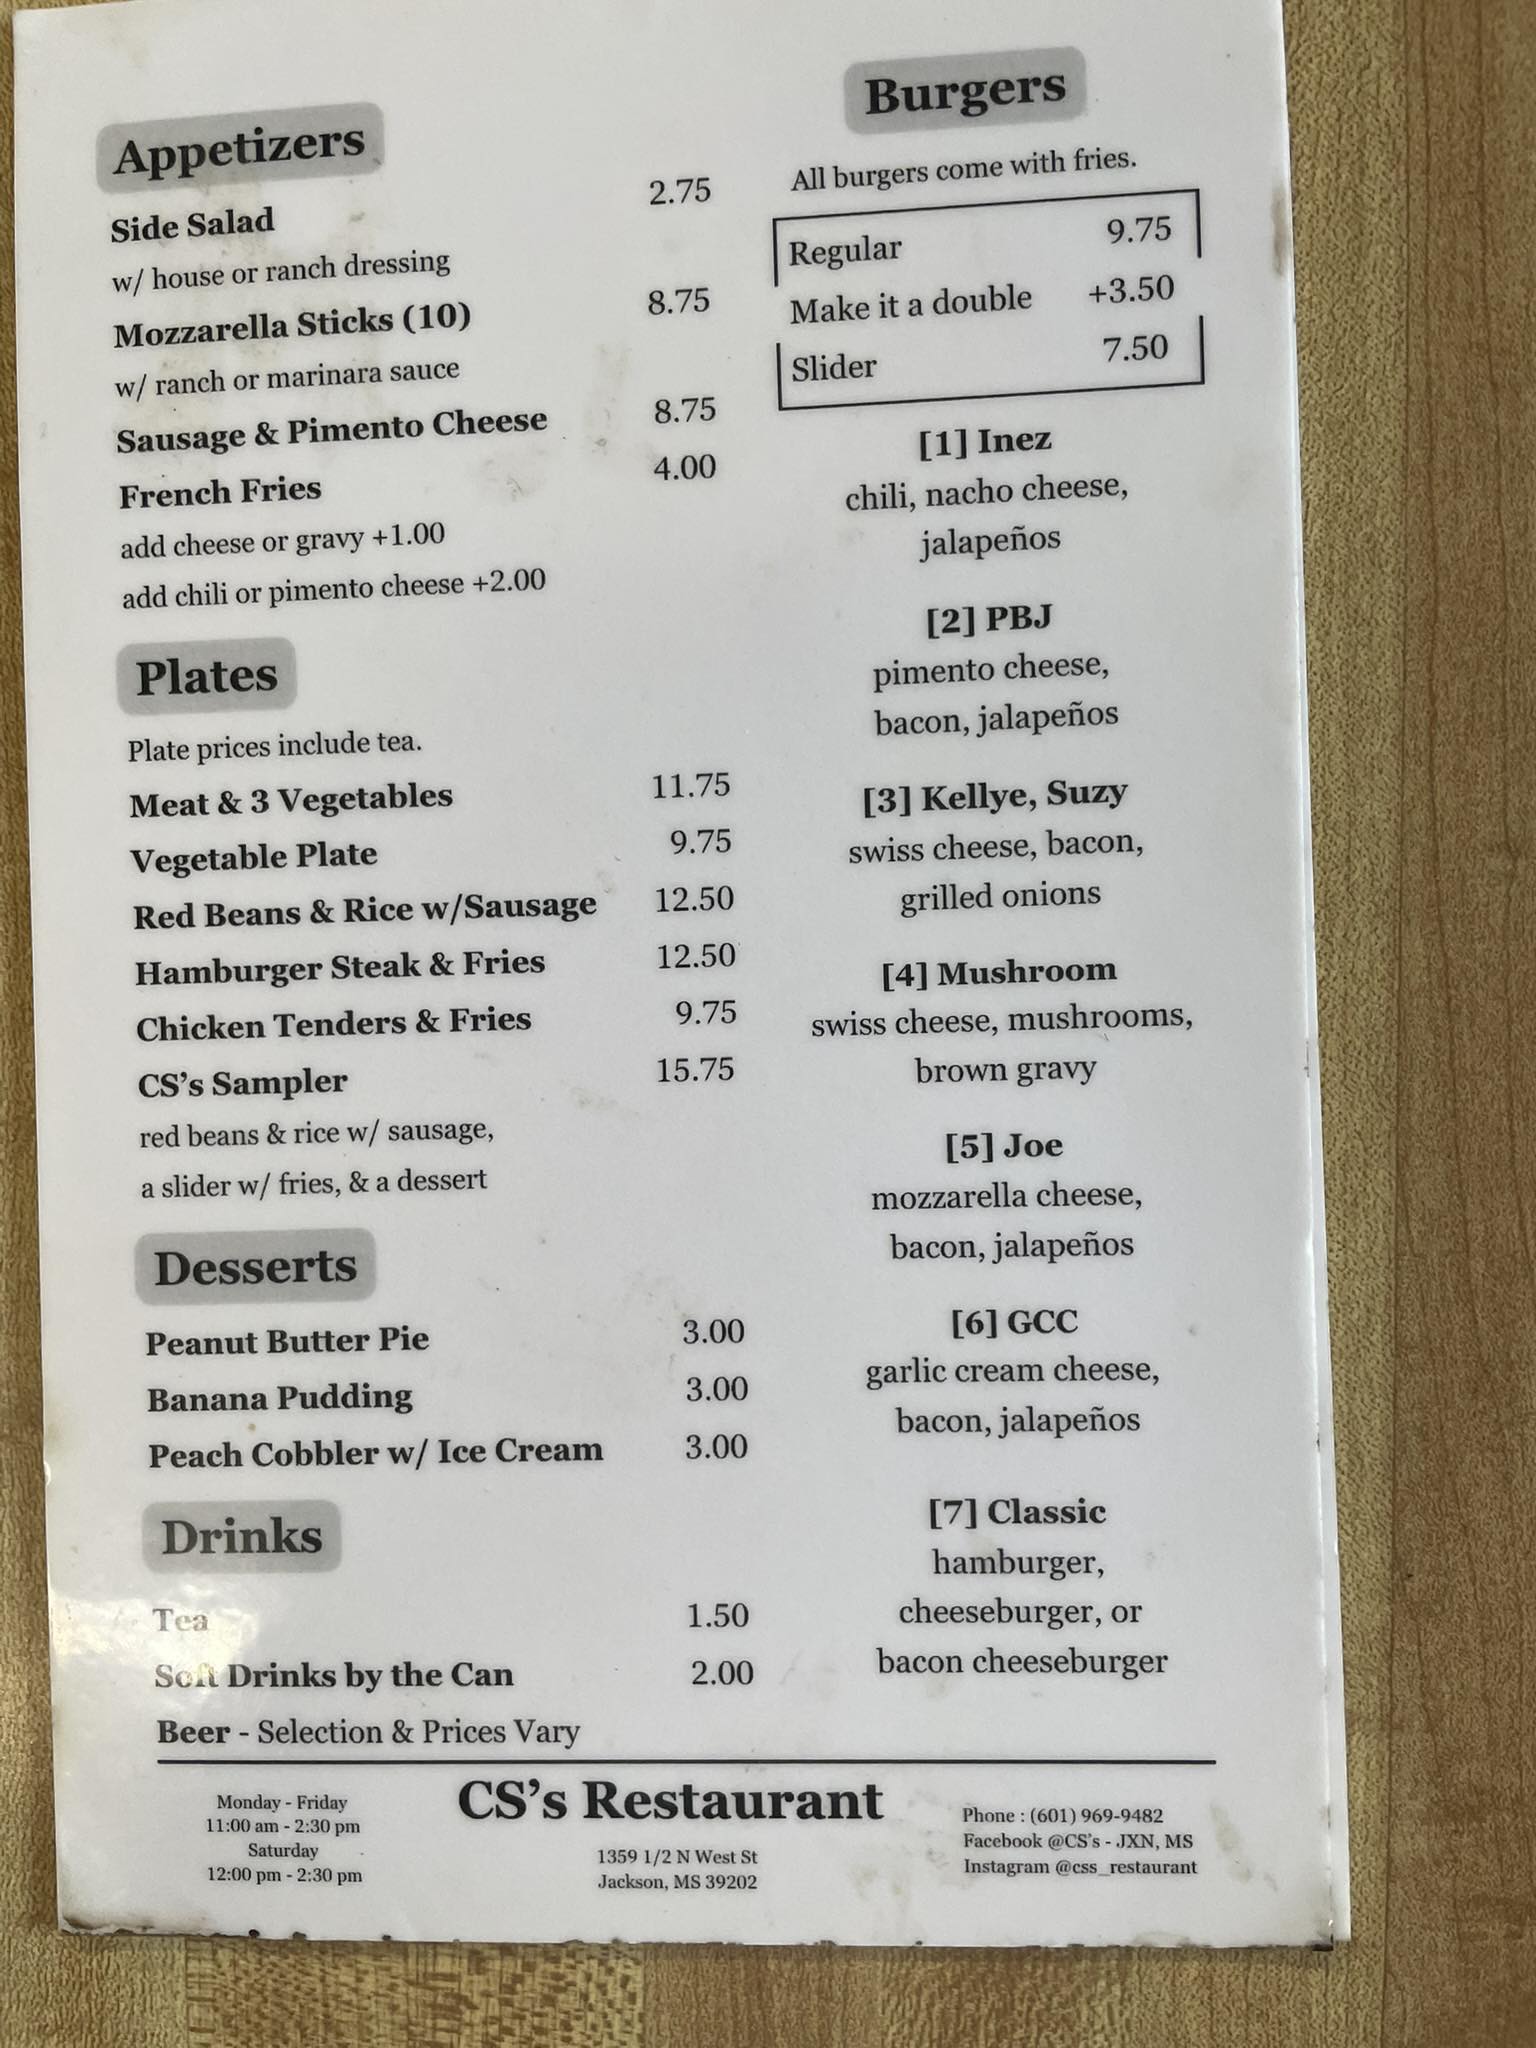 Appetizers
Side Salad 2.75
w/ house or ranch dressing
Mozzarella Sticks (10) 8.75
w/ ranch or marinara sauce
Sausage & Pimento Cheese 8.75
French Fries 4.00
add cheese or gravy +1.00
add chili or pimento cheese +2.00
Plates
Plate prices include tea.
Meat & 3 Vegetables 11.75
Vegetable Plate 9.75
Red Beans & Rice w/Sausage 12.50
Hamburger Steak & Fries 12.50
Chicken Tenders & Fries 9.75
CS's Sampler 15.75
red beans & rice w/ sausage,
a slider w/ fries, & a dessert
Desserts
Peanut Butter Pie 3.00
Banana Pudding 3.00
Peach Cobbler w/ Ice Cream 3.00
Drinks
Tea 1.50
Soft Drinks by the Can 2.00
Beer - Selection & Prices Vary
Burgers
All burgers come with fries.
Regular 9.75
Make it a double +3.50
Slider 7.50
[1] Inez
chili, nacho cheese,
jalapeños
[2] PBJ
pimento cheese,
bacon, jalapeños
[3] Kellye, Suzy
swiss cheese, bacon,
grilled onions
[4] Mushroom
swiss cheese, mushrooms,
brown gravy
[5] Joe
mozzarella cheese,
bacon, jalapeños
[6] GCC
garlic cream cheese,
bacon, jalapeños
[7] Classic
hamburger,
cheeseburger, or
bacon cheeseburger
Monday - Friday
11:00 am - 2:30 pm
Saturday
12:00 pm - 2:30 pm
CS's Restaurant
1359 1/2 N West St
Jackson, MS 39202
Phone : (601) 969-9482
Facebook @CS's - JXN, MS
Instagram @css_restaurant